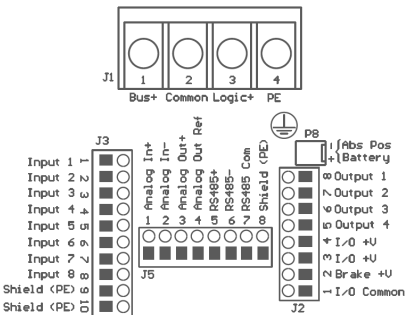 J1
1 2 3 4
Bus+ Common Logic+ PE
J3
Input 1 1
Input 2 2
Input 3 3
Input 4 4
Input 5 5
Input 6 6
Input 7 7
Input 8 8
Shield (PE) 9
Shield (PE) 10
Analog In+
Analog In-
Analog Out+
Analog Out Ref
RS485+
RS485-
RS485 Com
Shield (PE)
1 2 3 4 5 6 7 8
J5
P8
- { Abs Pos
+ { Battery
8 Output 1
7 Output 2
6 Output 3
5 Output 4
4 I/O +V
3 I/O +V
2 Brake +V
1 I/O Common
J2